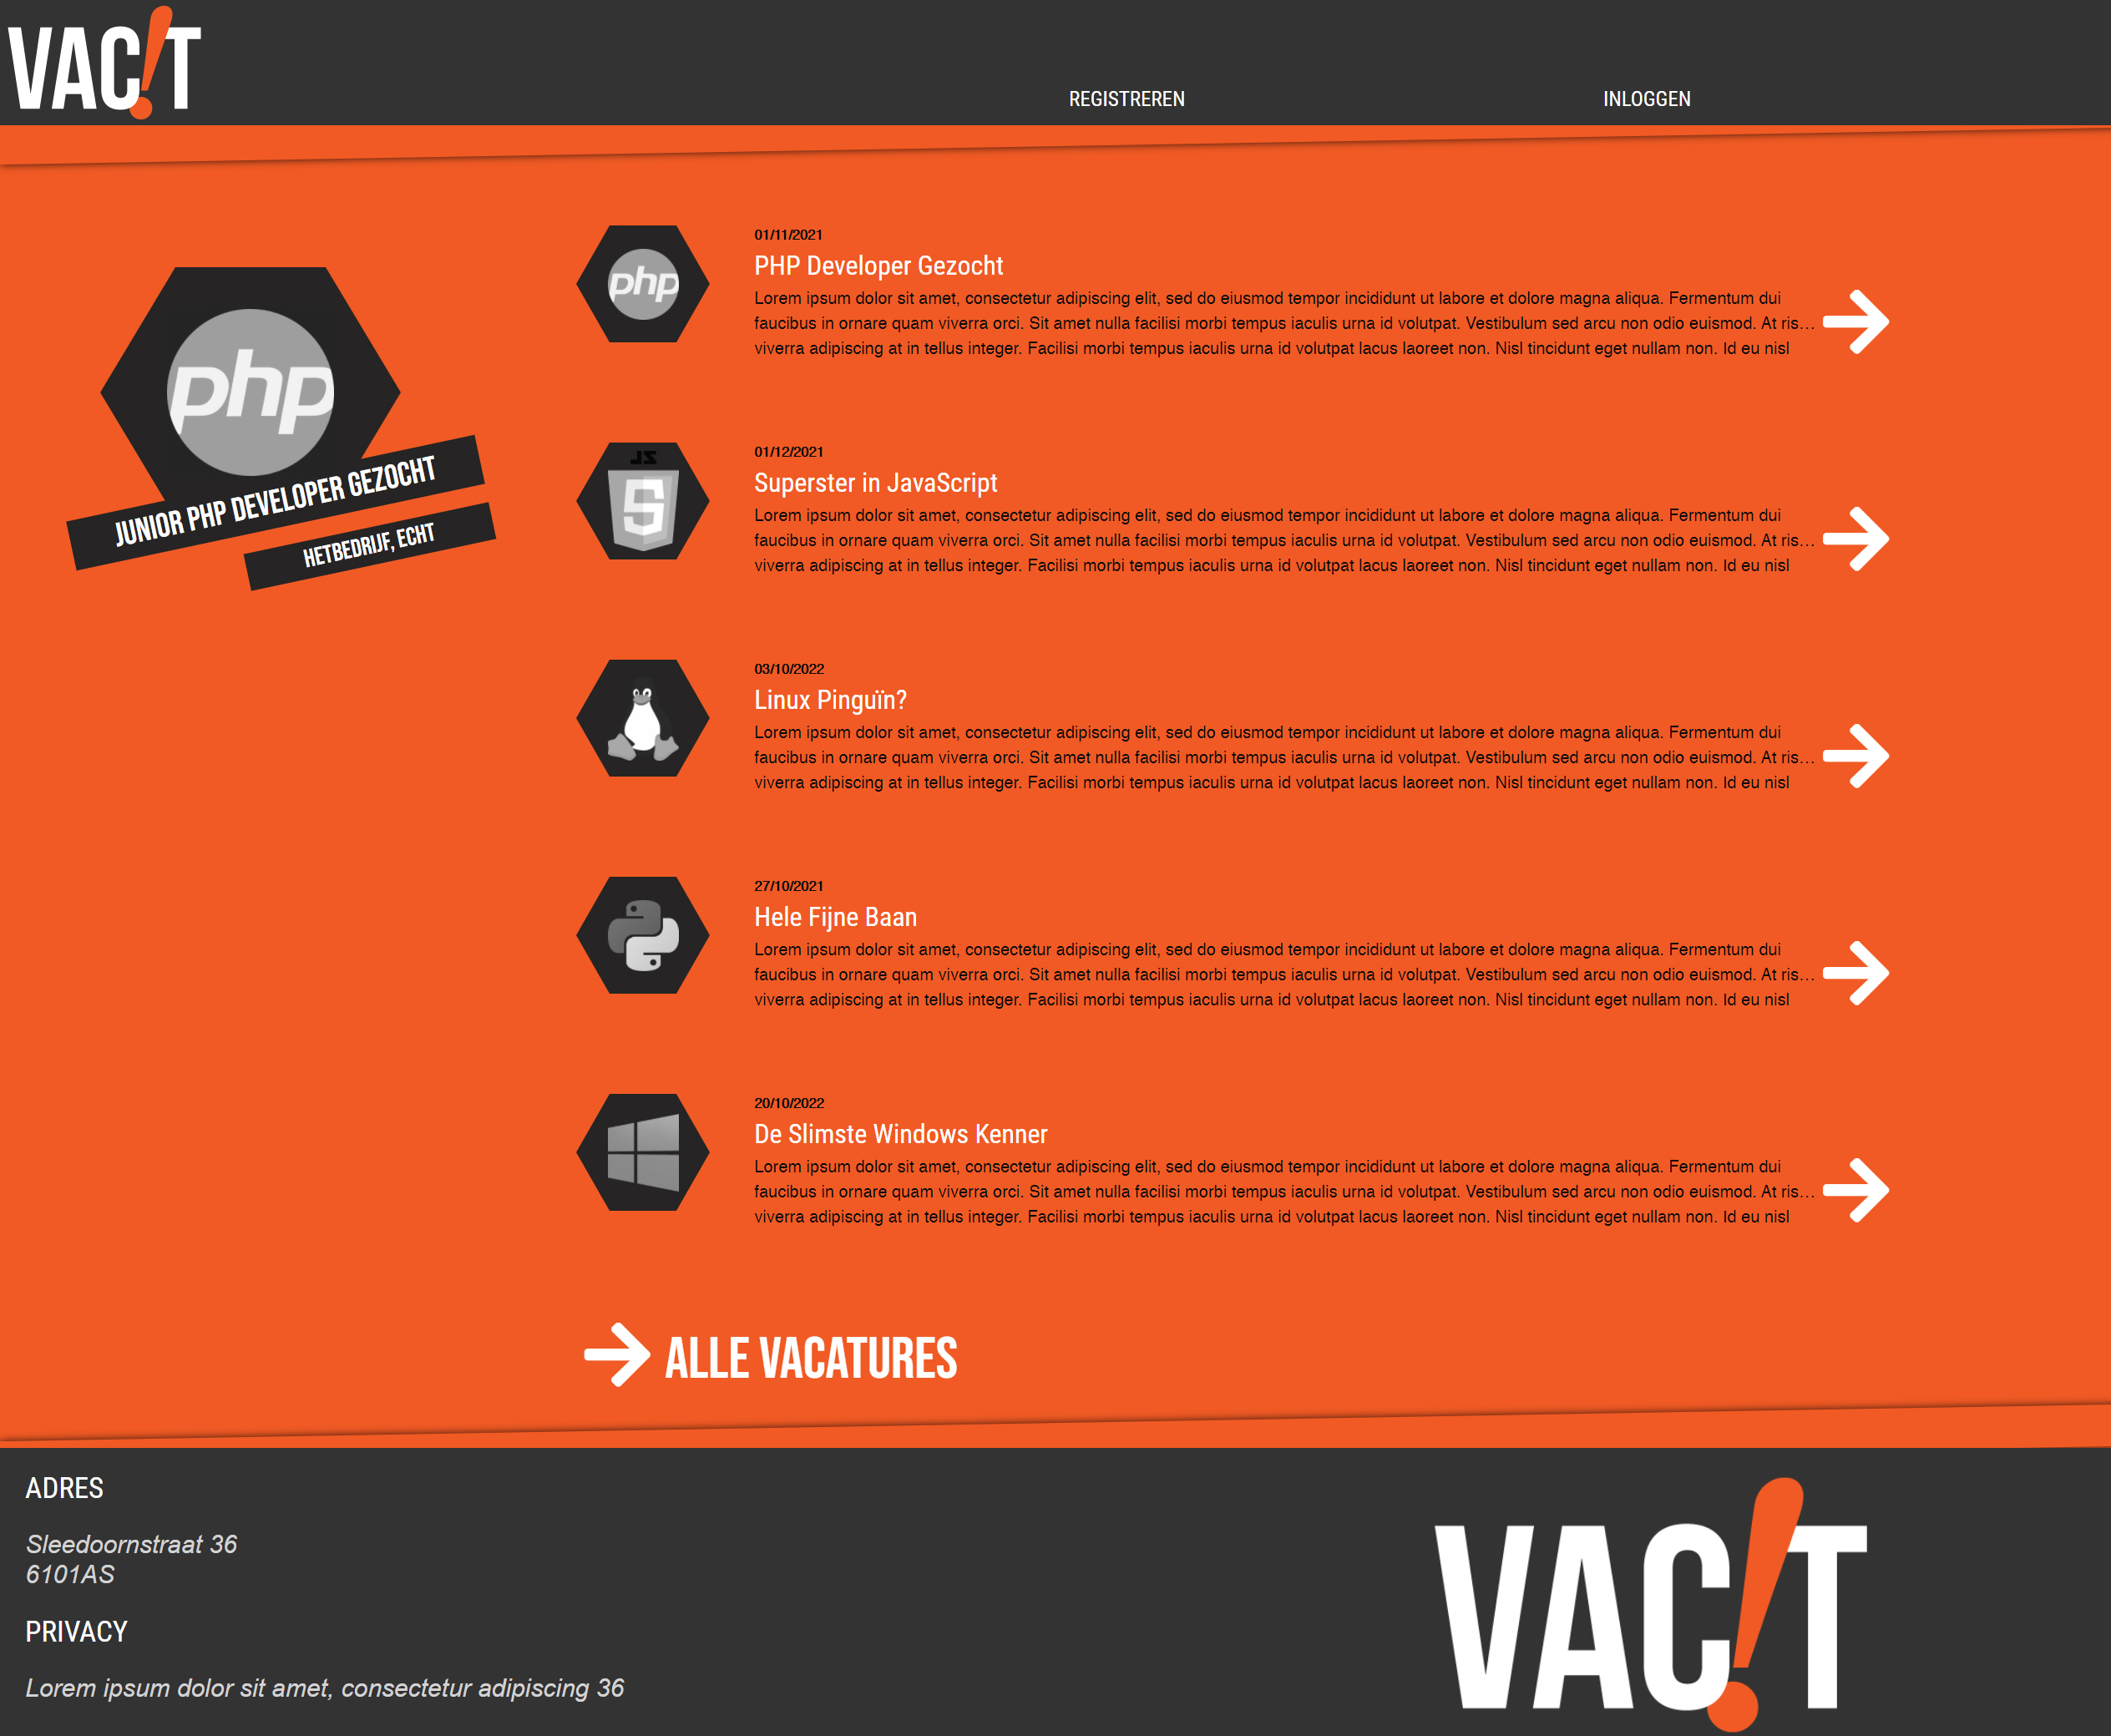 VAC!T
REGISTREREN
INLOGGEN
php
JUNIOR PHP DEVELOPER GEZOCHT
HETBEDRIJF, ECHT
php
01/11/2021
PHP Developer Gezocht
Lorem ipsum dolor sit amet, consectetur adipiscing elit, sed do eiusmod tempor incididunt ut labore et dolore magna aliqua. Fermentum dui
faucibus in ornare quam viverra orci. Sit amet nulla facilisi morbi tempus iaculis urna id volutpat. Vestibulum sed arcu non odio euismod. At ris…
viverra adipiscing at in tellus integer. Facilisi morbi tempus iaculis urna id volutpat lacus laoreet non. Nisl tincidunt eget nullam non. Id eu nisl
01/12/2021
Superster in JavaScript
Lorem ipsum dolor sit amet, consectetur adipiscing elit, sed do eiusmod tempor incididunt ut labore et dolore magna aliqua. Fermentum dui
faucibus in ornare quam viverra orci. Sit amet nulla facilisi morbi tempus iaculis urna id volutpat. Vestibulum sed arcu non odio euismod. At ris…
viverra adipiscing at in tellus integer. Facilisi morbi tempus iaculis urna id volutpat lacus laoreet non. Nisl tincidunt eget nullam non. Id eu nisl
03/10/2022
Linux Pinguïn?
Lorem ipsum dolor sit amet, consectetur adipiscing elit, sed do eiusmod tempor incididunt ut labore et dolore magna aliqua. Fermentum dui
faucibus in ornare quam viverra orci. Sit amet nulla facilisi morbi tempus iaculis urna id volutpat. Vestibulum sed arcu non odio euismod. At ris…
viverra adipiscing at in tellus integer. Facilisi morbi tempus iaculis urna id volutpat lacus laoreet non. Nisl tincidunt eget nullam non. Id eu nisl
27/10/2021
Hele Fijne Baan
Lorem ipsum dolor sit amet, consectetur adipiscing elit, sed do eiusmod tempor incididunt ut labore et dolore magna aliqua. Fermentum dui
faucibus in ornare quam viverra orci. Sit amet nulla facilisi morbi tempus iaculis urna id volutpat. Vestibulum sed arcu non odio euismod. At ris…
viverra adipiscing at in tellus integer. Facilisi morbi tempus iaculis urna id volutpat lacus laoreet non. Nisl tincidunt eget nullam non. Id eu nisl
20/10/2022
De Slimste Windows Kenner
Lorem ipsum dolor sit amet, consectetur adipiscing elit, sed do eiusmod tempor incididunt ut labore et dolore magna aliqua. Fermentum dui
faucibus in ornare quam viverra orci. Sit amet nulla facilisi morbi tempus iaculis urna id volutpat. Vestibulum sed arcu non odio euismod. At ris…
viverra adipiscing at in tellus integer. Facilisi morbi tempus iaculis urna id volutpat lacus laoreet non. Nisl tincidunt eget nullam non. Id eu nisl
ALLE VACATURES
ADRES
Sleedoornstraat 36
6101AS
PRIVACY
Lorem ipsum dolor sit amet, consectetur adipiscing 36
VAC!T